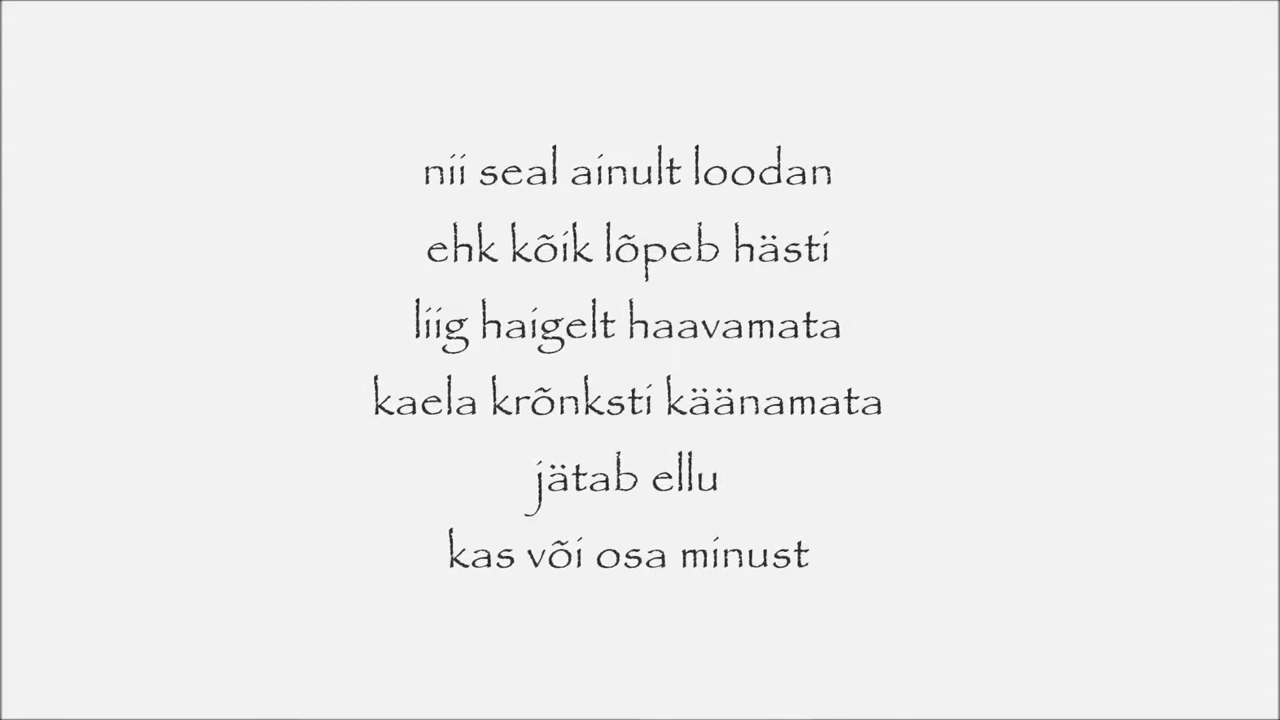 nii seal ainult loodan
ehk kõik lõpeb hästi
liig haigelt haavamata
kaela krõnksti käänamata
jätab ellu
kas või osa minust